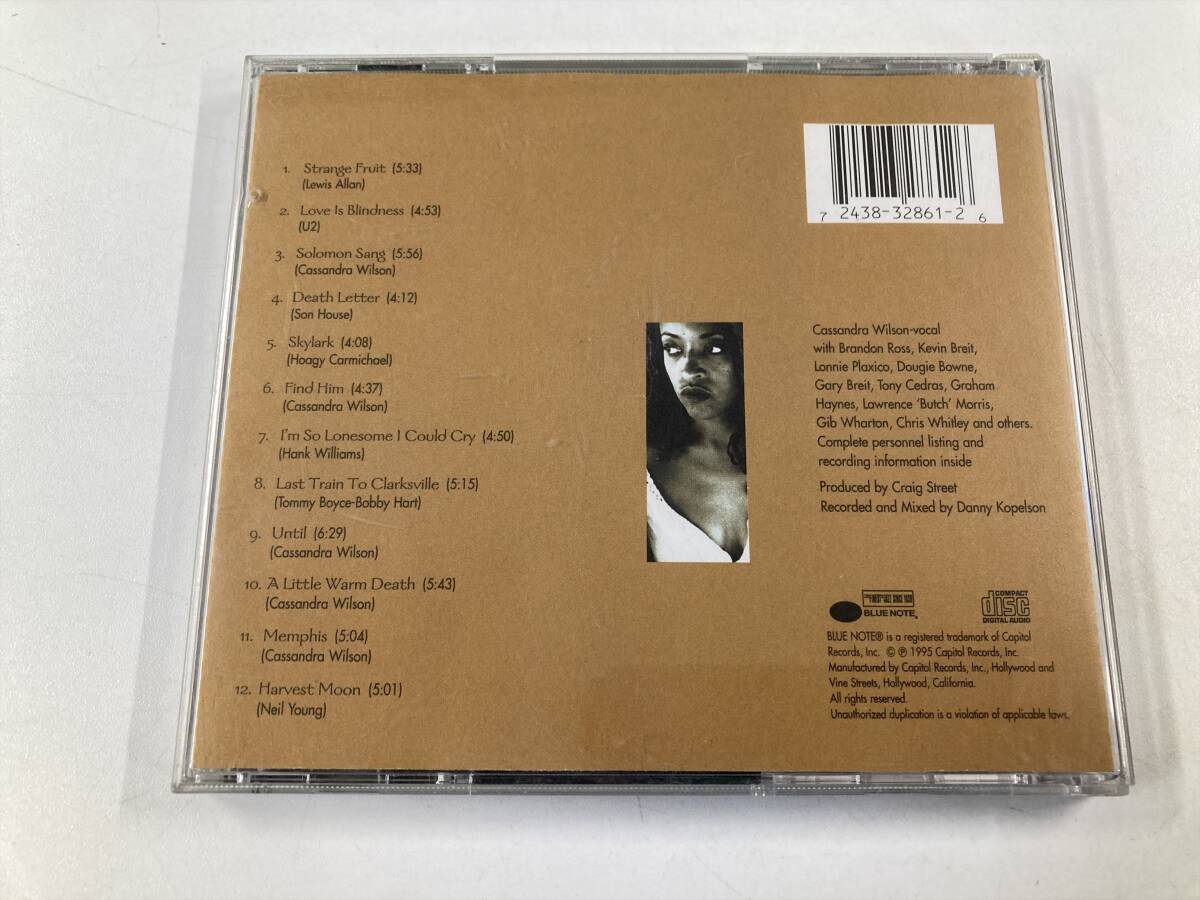 1. Strange Fruit (5:33)
(Lewis Allan)
2. Love Is Blindness (4:53)
(U2)
3. Solomon Sang (5:56)
(Cassandra Wilson)
4. Death Letter (4:12)
(Son House)
5. Skylark (4:08)
(Hoagy Carmichael)
6. Find Him (4:37)
(Cassandra Wilson)
7. I'm So Lonesome I Could Cry (4:50)
(Hank Williams)
8. Last Train To Clarksville (5:15)
(Tommy Boyce-Bobby Hart)
9. Until (6:29)
(Cassandra Wilson)
10. A Little Warm Death (5:43)
(Cassandra Wilson)
11. Memphis (5:04)
(Cassandra Wilson)
12. Harvest Moon (5:01)
(Neil Young)
7 2438-32861-2 6
Cassandra Wilson-vocal
with Brandon Ross, Kevin Breit,
Lonnie Plaxico, Dougie Bowne,
Gary Breit, Tony Cedras, Graham
Haynes, Lawrence 'Butch' Morris,
Gib Wharton, Chris Whitley and others.
Complete personnel listing and
recording information inside
Produced by Craig Street
Recorded and Mixed by Danny Kopelson
BLUE NOTE®
COMPACT
disc
DIGITAL AUDIO
BLUE NOTE® is a registered trademark of Capitol
Records, Inc. © ℗ 1995 Capitol Records, Inc.
Manufactured by Capitol Records, Inc., Hollywood and
Vine Streets, Hollywood, California.
All rights reserved.
Unauthorized duplication is a violation of applicable laws.